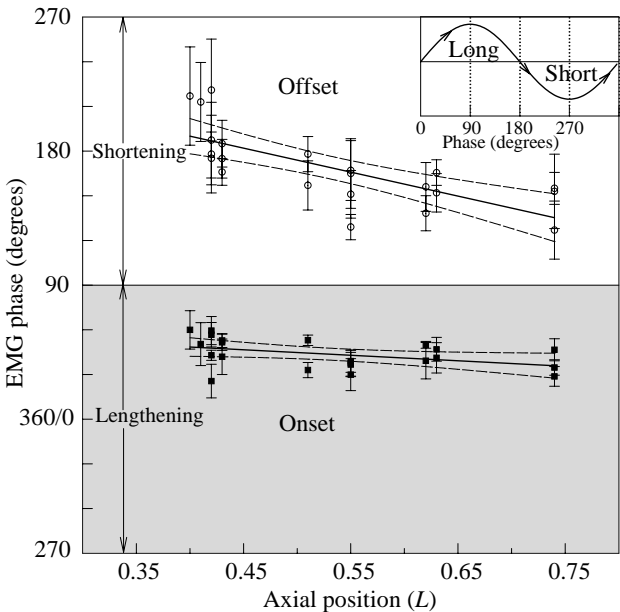 270
180
90
360/0
270
EMG phase (degrees)
Shortening
Lengthening
Offset
Onset
Long
Short
0 90 180 270
Phase (degrees)
0.35 0.45 0.55 0.65 0.75
Axial position (L)